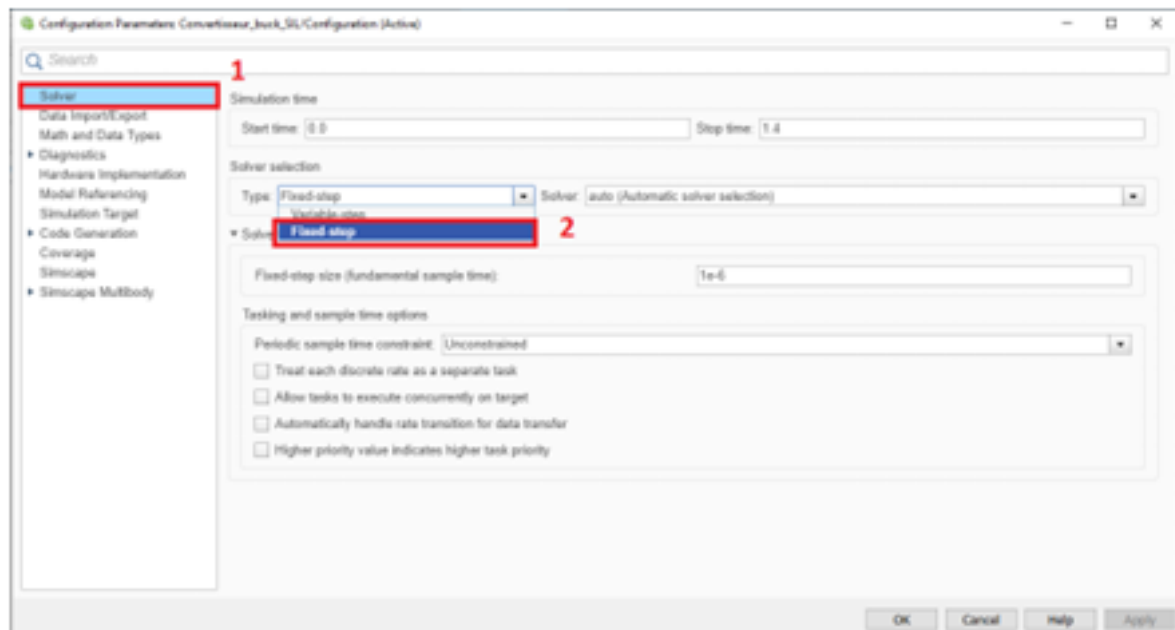 Configuration Parameters: Convertisseur_buck_SIL/Configuration (Active)
Search
1
Solver
Data Import/Export
Math and Data Types
Diagnostics
Hardware Implementation
Model Referencing
Simulation Target
Code Generation
Coverage
Simscape
Simscape Multibody
Simulation time
Start time: 0.0 Stop time: 1.4
Solver selection
Type: Fixed-step Solver: auto (Automatic solver selection)
Variable-step
Fixed-step 2
Fixed-step size (fundamental sample time): 1e-6
Tasking and sample time options
Periodic sample time constraint: Unconstrained
Treat each discrete rate as a separate task
Allow tasks to execute concurrently on target
Automatically handle rate transition for data transfer
Higher priority value indicates higher task priority
OK Cancel Help Apply